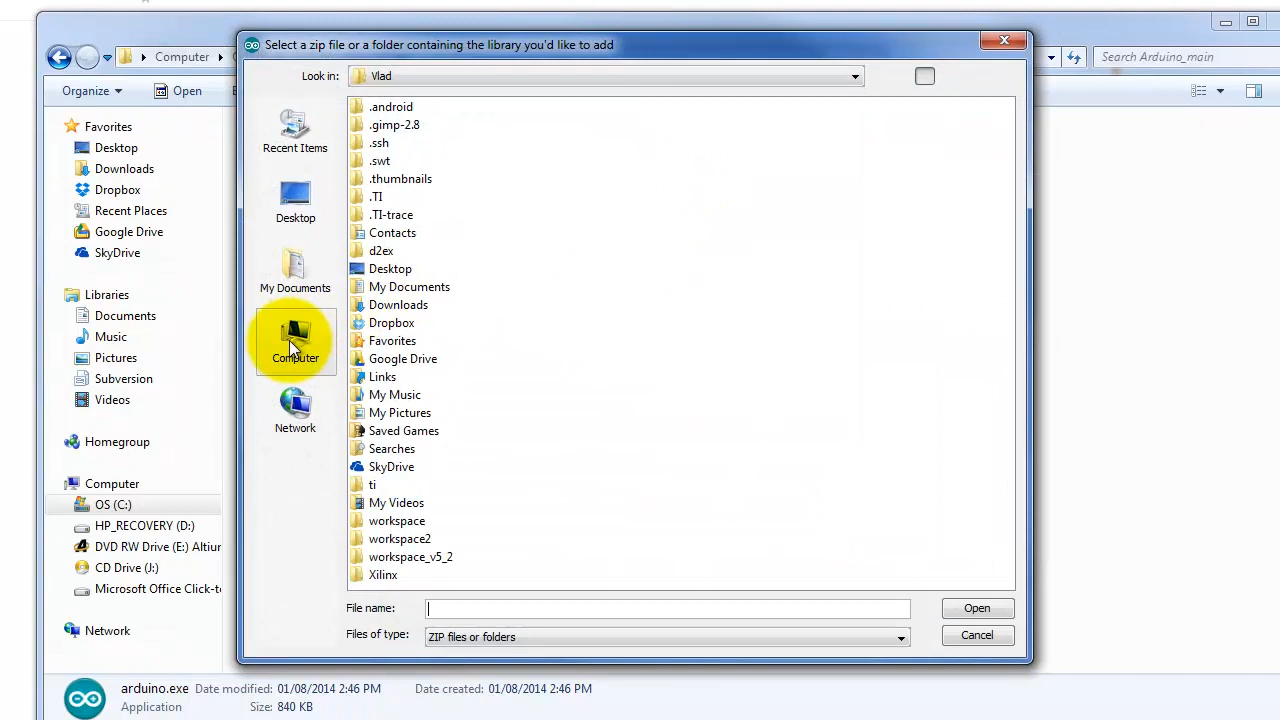 Select a zip file or a folder containing the library you'd like to add
Computer
Search Arduino_main
Organize
Open
Look in:
Vlad
Favorites
Desktop
Downloads
Dropbox
Recent Places
Google Drive
SkyDrive
Libraries
Documents
Music
Pictures
Subversion
Videos
Homegroup
Computer
OS (C:)
HP_RECOVERY (D:)
DVD RW Drive (E:) Altiur
CD Drive (J:)
Microsoft Office Click-to
Network
Recent Items
Desktop
My Documents
Computer
Network
.android
.gimp-2.8
.ssh
.swt
.thumbnails
.TI
.TI-trace
Contacts
d2ex
Desktop
My Documents
Downloads
Dropbox
Favorites
Google Drive
Links
My Music
My Pictures
Saved Games
Searches
SkyDrive
ti
My Videos
workspace
workspace2
workspace_v5_2
Xilinx
File name:
Open
Files of type:
ZIP files or folders
Cancel
arduino.exe Date modified: 01/08/2014 2:46 PM Date created: 01/08/2014 2:46 PM
Application Size: 840 KB